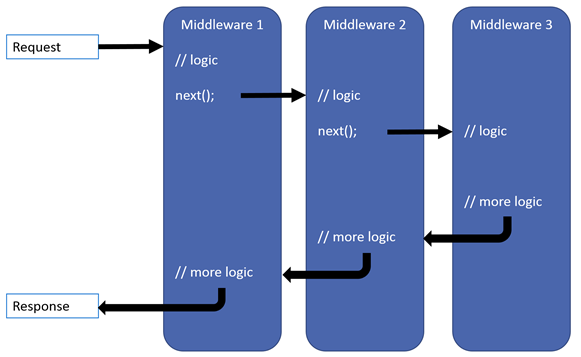 Middleware 1
Middleware 2
Middleware 3
Request
// logic
next();
// logic
next();
// logic
// more logic
// more logic
// more logic
Response